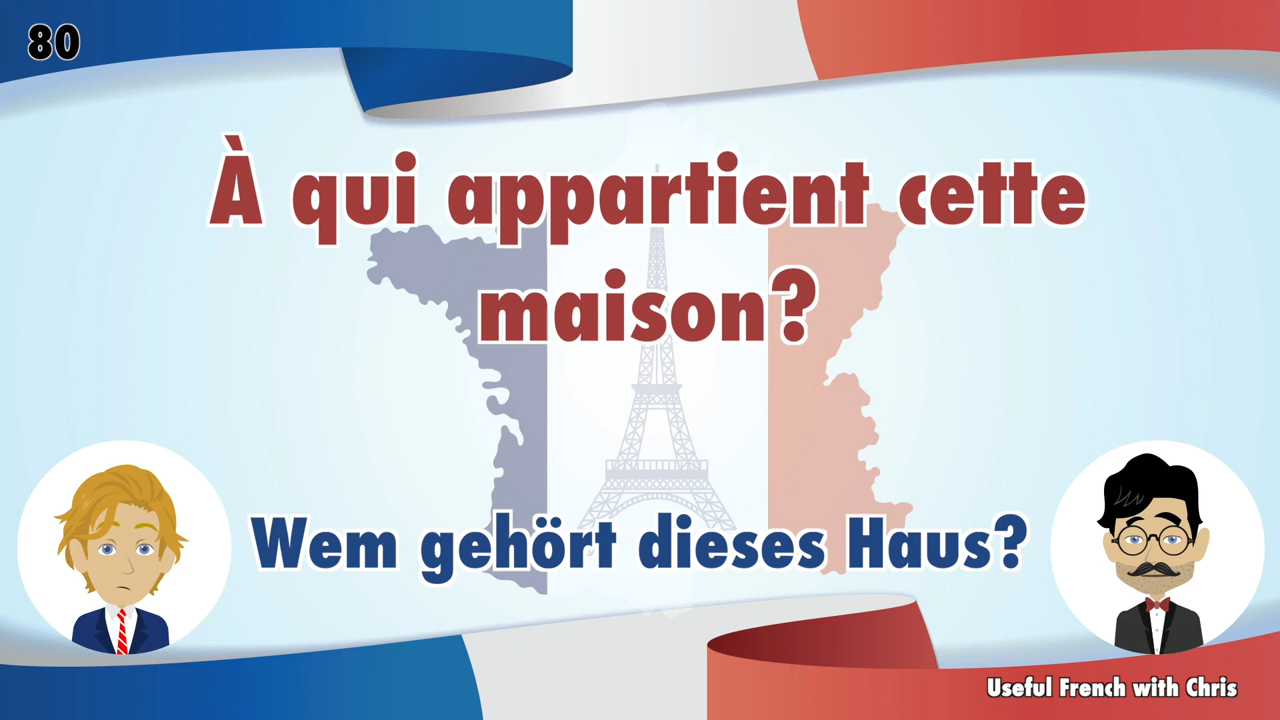 80
À qui appartient cette
maison?
Wem gehört dieses Haus?
Useful French with Chris